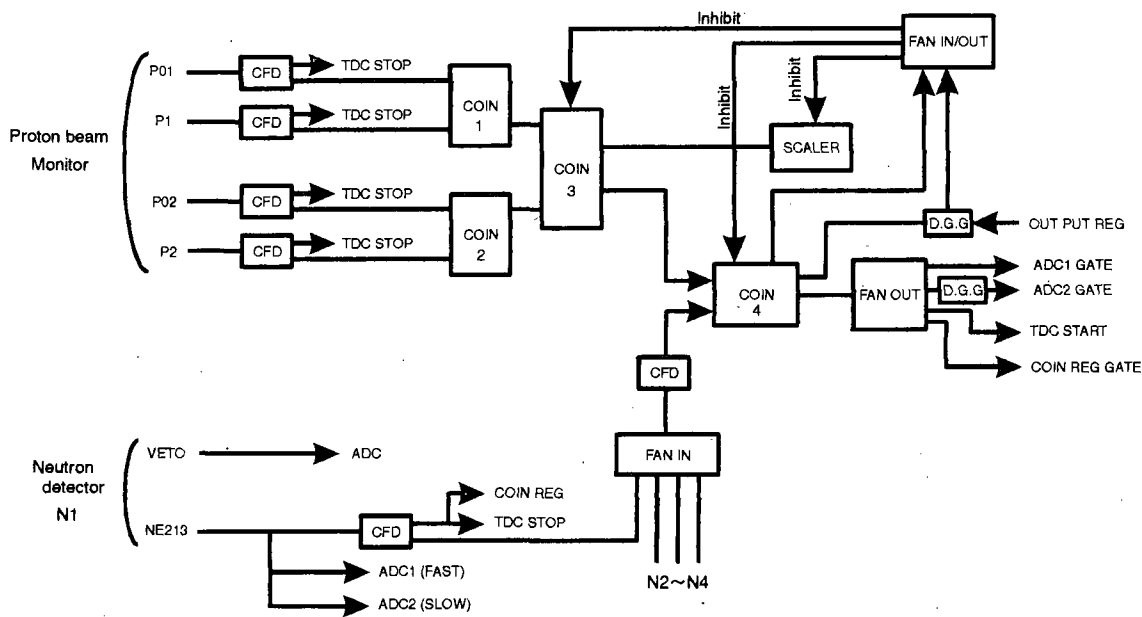 Inhibit
FAN IN/OUT
P01
CFD
TDC STOP
COIN
1
P1
CFD
TDC STOP
Proton beam
Monitor
Inhibit
Inhibit
SCALER
COIN
3
P02
CFD
TDC STOP
COIN
2
P2
CFD
TDC STOP
D.G.G
OUT PUT REG
COIN
4
FAN OUT
ADC1 GATE
D.G.G
ADC2 GATE
TDC START
COIN REG GATE
CFD
FAN IN
VETO
ADC
Neutron
detector
N1
COIN REG
NE213
CFD
TDC STOP
ADC1 (FAST)
ADC2 (SLOW)
N2～N4